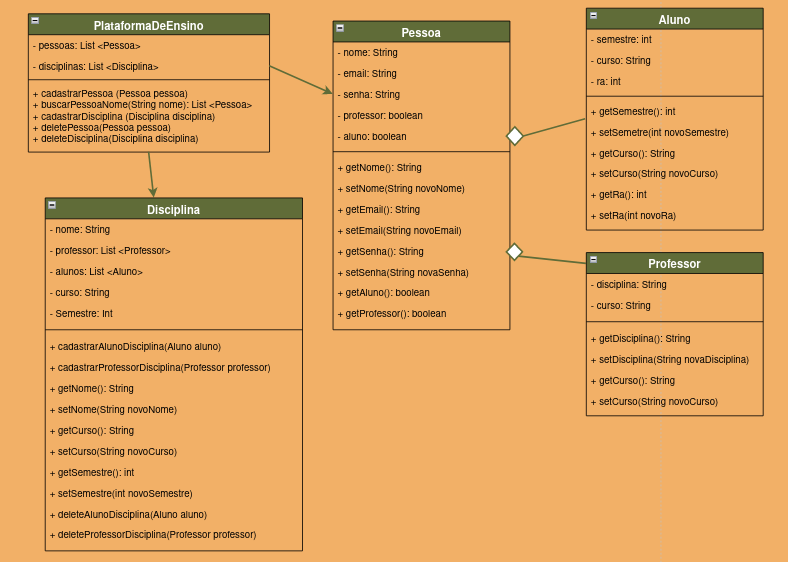 PlataformaDeEnsino
- pessoas: List <Pessoa>
- disciplinas: List <Disciplina>
+ cadastrarPessoa (Pessoa pessoa)
+ buscarPessoaNome(String nome): List <Pessoa>
+ cadastrarDisciplina (Disciplina disciplina)
+ deletePessoa(Pessoa pessoa)
+ deleteDisciplina(Disciplina disciplina)
Disciplina
- nome: String
- professor: List <Professor>
- alunos: List <Aluno>
- curso: String
- Semestre: Int
+ cadastrarAlunoDisciplina(Aluno aluno)
+ cadastrarProfessorDisciplina(Professor professor)
+ getNome(): String
+ setNome(String novoNome)
+ getCurso(): String
+ setCurso(String novoCurso)
+ getSemestre(): int
+ setSemestre(int novoSemestre)
+ deleteAlunoDisciplina(Aluno aluno)
+ deleteProfessorDisciplina(Professor professor)
Pessoa
- nome: String
- email: String
- senha: String
- professor: boolean
- aluno: boolean
+ getNome(): String
+ setNome(String novoNome)
+ getEmail(): String
+ setEmail(String novoEmail)
+ getSenha(): String
+ setSenha(String novaSenha)
+ getAluno(): boolean
+ getProfessor(): boolean
Aluno
- semestre: int
- curso: String
- ra: int
+ getSemestre(): int
+ setSemetre(int novoSemestre)
+ getCurso(): String
+ setCurso(String novoCurso)
+ getRa(): int
+ setRa(int novoRa)
Professor
- disciplina: String
- curso: String
+ getDisciplina(): String
+ setDisciplina(String novaDisciplina)
+ getCurso(): String
+ setCurso(String novoCurso)